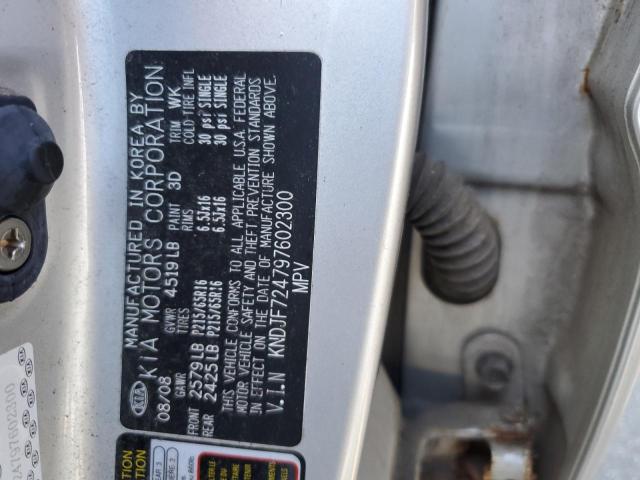 MANUFACTURED IN KOREA BY
KIA KIA MOTORS CORPORATION
08/08 GVWR 4519 LB PAINT 3D TRIM WK
GAWR TIRES RIMS COLD TIRE INFL
FRONT 2579 LB P215/65R16 6.5Jx16 30 psi SINGLE
REAR 2425 LB P215/65R16 6.5Jx16 30 psi SINGLE
THIS VEHICLE CONFORMS TO ALL APPLICABLE U.S.A. FEDERAL
MOTOR VEHICLE SAFETY AND THEFT PREVENTION STANDARDS
IN EFFECT ON THE DATE OF MANUFACTURE SHOWN ABOVE.
V.I.N KNDJF724797602300
MPV